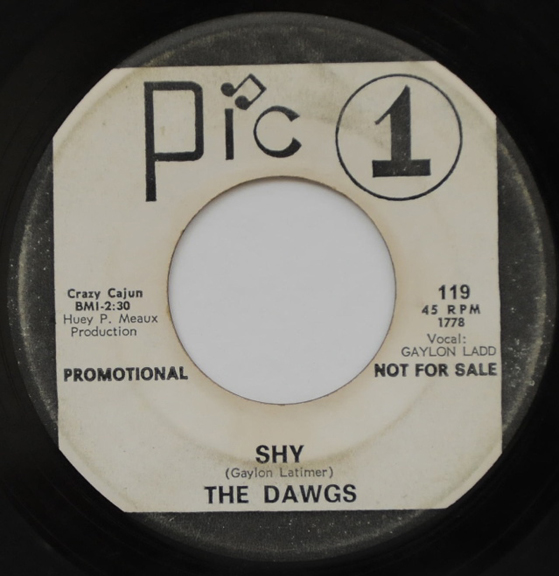 Pic 1
Crazy Cajun
BMI-2:30
Huey P. Meaux
Production
PROMOTIONAL
119
45 RPM
1778
Vocal:
GAYLON LADD
NOT FOR SALE
SHY
(Gaylon Latimer)
THE DAWGS